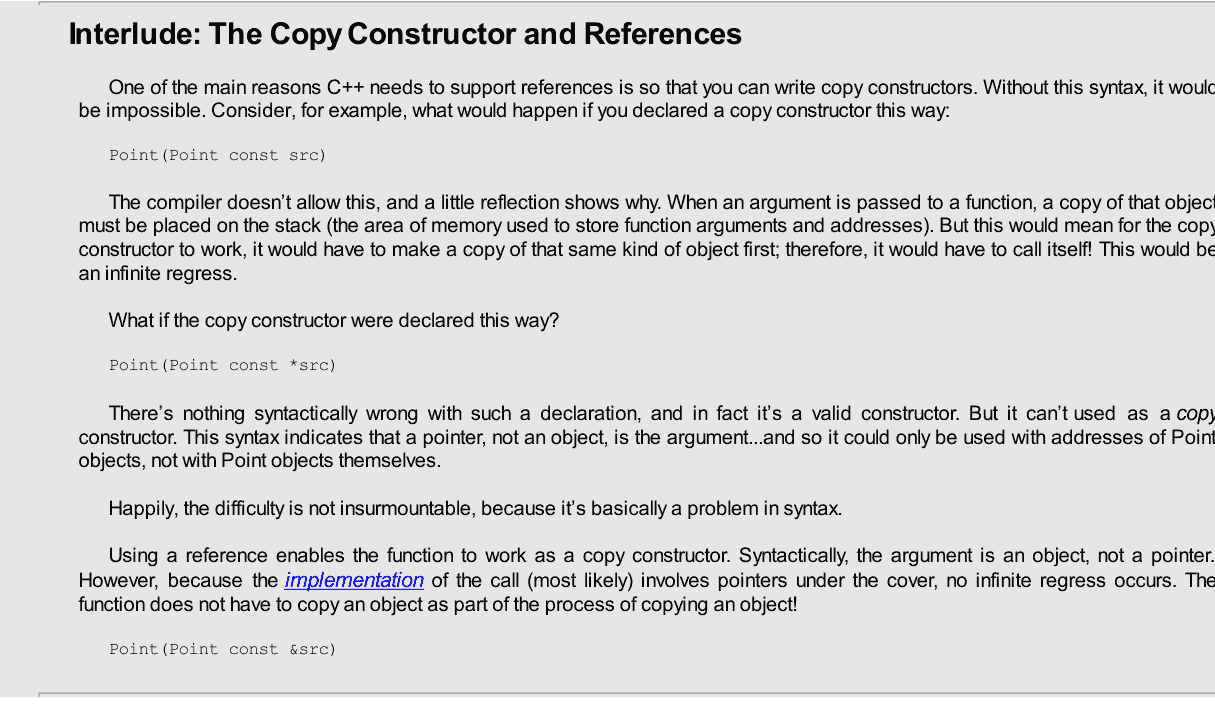 Interlude: The Copy Constructor and References
One of the main reasons C++ needs to support references is so that you can write copy constructors. Without this syntax, it would
be impossible. Consider, for example, what would happen if you declared a copy constructor this way:
Point(Point const src)
The compiler doesn’t allow this, and a little reflection shows why. When an argument is passed to a function, a copy of that object
must be placed on the stack (the area of memory used to store function arguments and addresses). But this would mean for the copy
constructor to work, it would have to make a copy of that same kind of object first; therefore, it would have to call itself! This would be
an infinite regress.
What if the copy constructor were declared this way?
Point(Point const *src)
There’s nothing syntactically wrong with such a declaration, and in fact it’s a valid constructor. But it can’t used as a copy
constructor. This syntax indicates that a pointer, not an object, is the argument...and so it could only be used with addresses of Point
objects, not with Point objects themselves.
Happily, the difficulty is not insurmountable, because it’s basically a problem in syntax.
Using a reference enables the function to work as a copy constructor. Syntactically, the argument is an object, not a pointer.
However, because the implementation of the call (most likely) involves pointers under the cover, no infinite regress occurs. The
function does not have to copy an object as part of the process of copying an object!
Point(Point const &src)